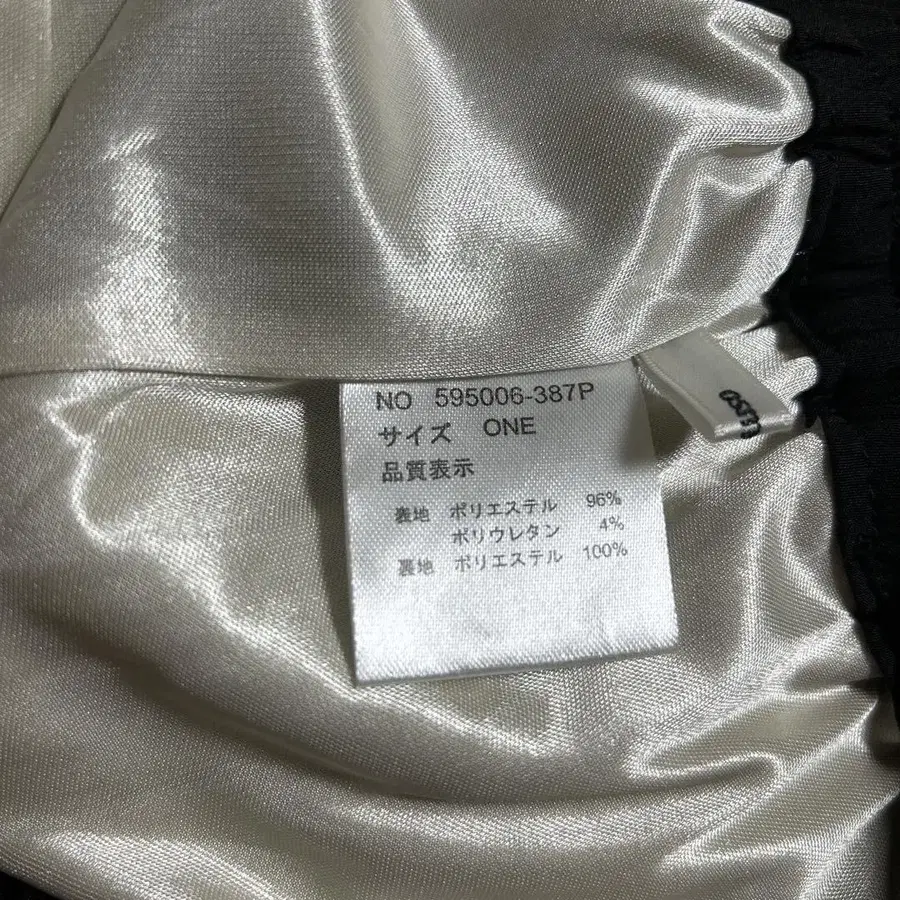 NO 595006-387P
サイズ ONE
品質表示
表地 ポリエステル 96%
ポリウレタン 4%
裏地 ポリエステル 100%